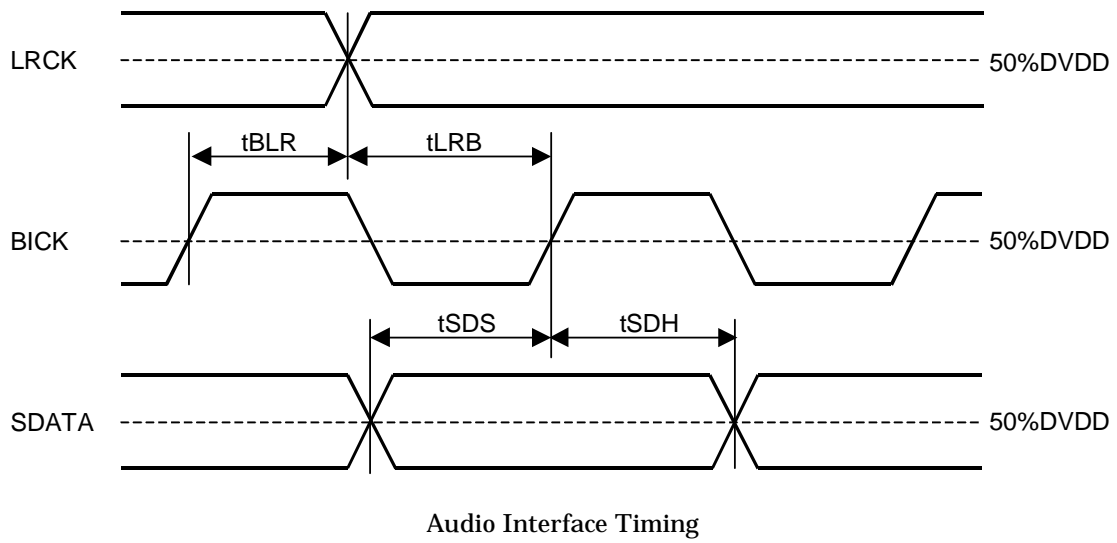 LRCK
50%DVDD
tBLR
tLRB
BICK
50%DVDD
tSDS
tSDH
SDATA
50%DVDD
Audio Interface Timing